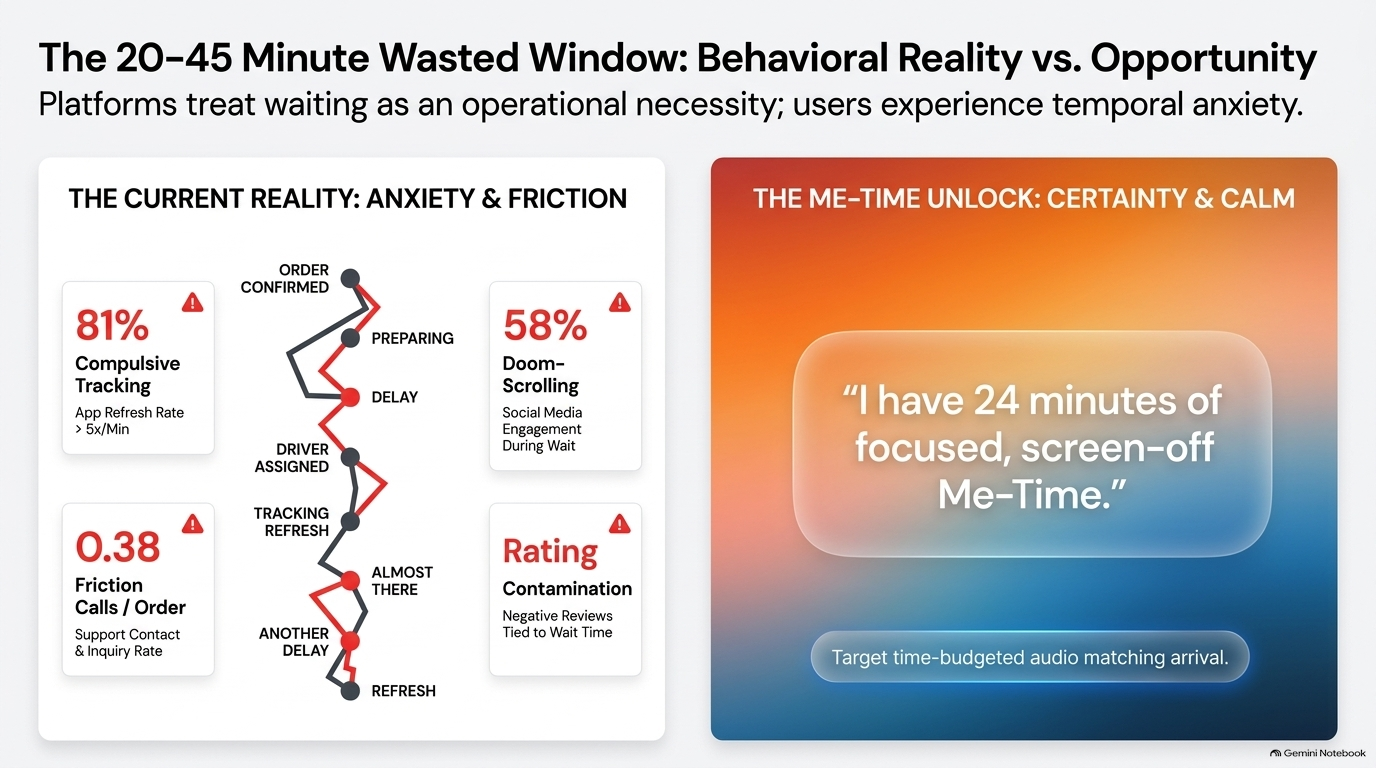 The 20–45 Minute Wasted Window: Behavioral Reality vs. Opportunity
Platforms treat waiting as an operational necessity; users experience temporal anxiety.
THE CURRENT REALITY: ANXIETY & FRICTION
81%
Compulsive
Tracking
App Refresh Rate
> 5x/Min
0.38
Friction
Calls / Order
Support Contact
& Inquiry Rate
ORDER
CONFIRMED
PREPARING
DELAY
DRIVER
ASSIGNED
TRACKING
REFRESH
ALMOST
THERE
ANOTHER
DELAY
REFRESH
58%
Doom-
Scrolling
Social Media
Engagement
During Wait
Rating
Contamination
Negative Reviews
Tied to Wait Time
THE ME-TIME UNLOCK: CERTAINTY & CALM
“I have 24 minutes of
focused, screen-off
Me-Time.”
Target time-budgeted audio matching arrival.
Gemini Notebook